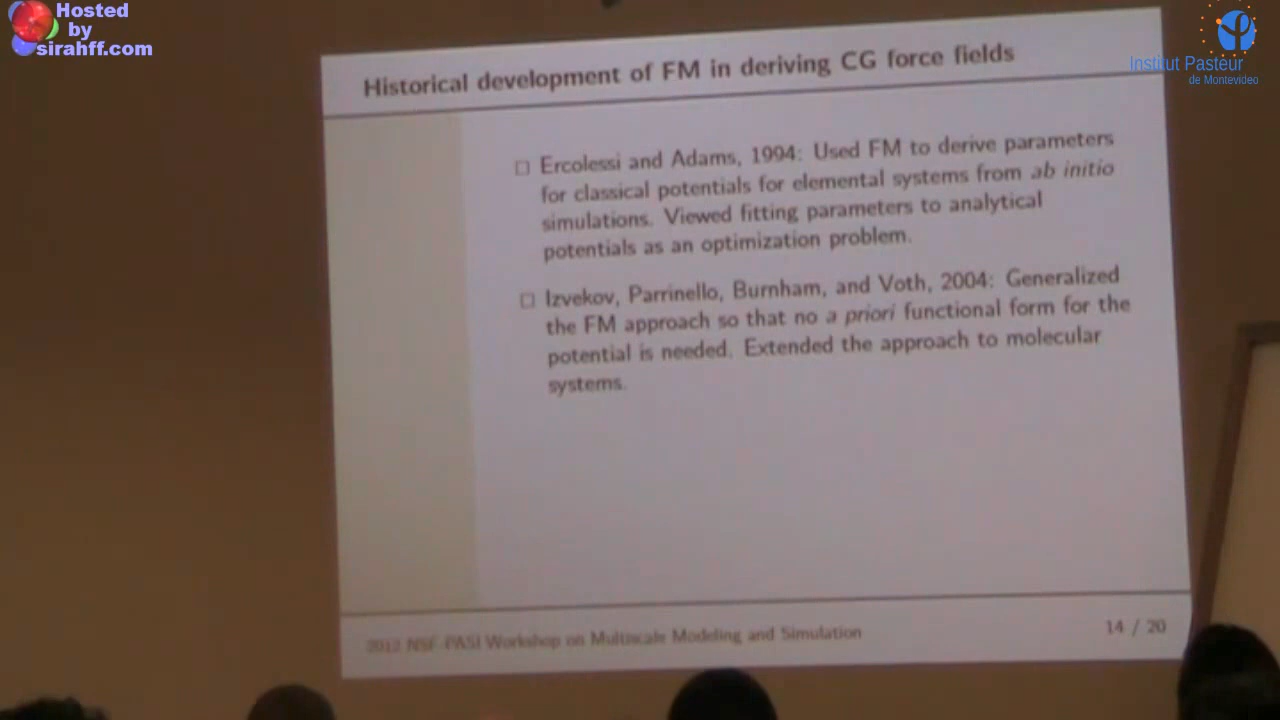 Hosted
by
sirahff.com
Institut Pasteur
de Montevideo
Historical development of FM in deriving CG force fields
□ Ercolessi and Adams, 1994: Used FM to derive parameters
for classical potentials for elemental systems from ab initio
simulations. Viewed fitting parameters to analytical
potentials as an optimization problem.
□ Izvekov, Parrinello, Burnham, and Voth, 2004: Generalized
the FM approach so that no a priori functional form for the
potential is needed. Extended the approach to molecular
systems.
2012 NSF-PASI Workshop on Multiscale Modeling and Simulation
14 / 20